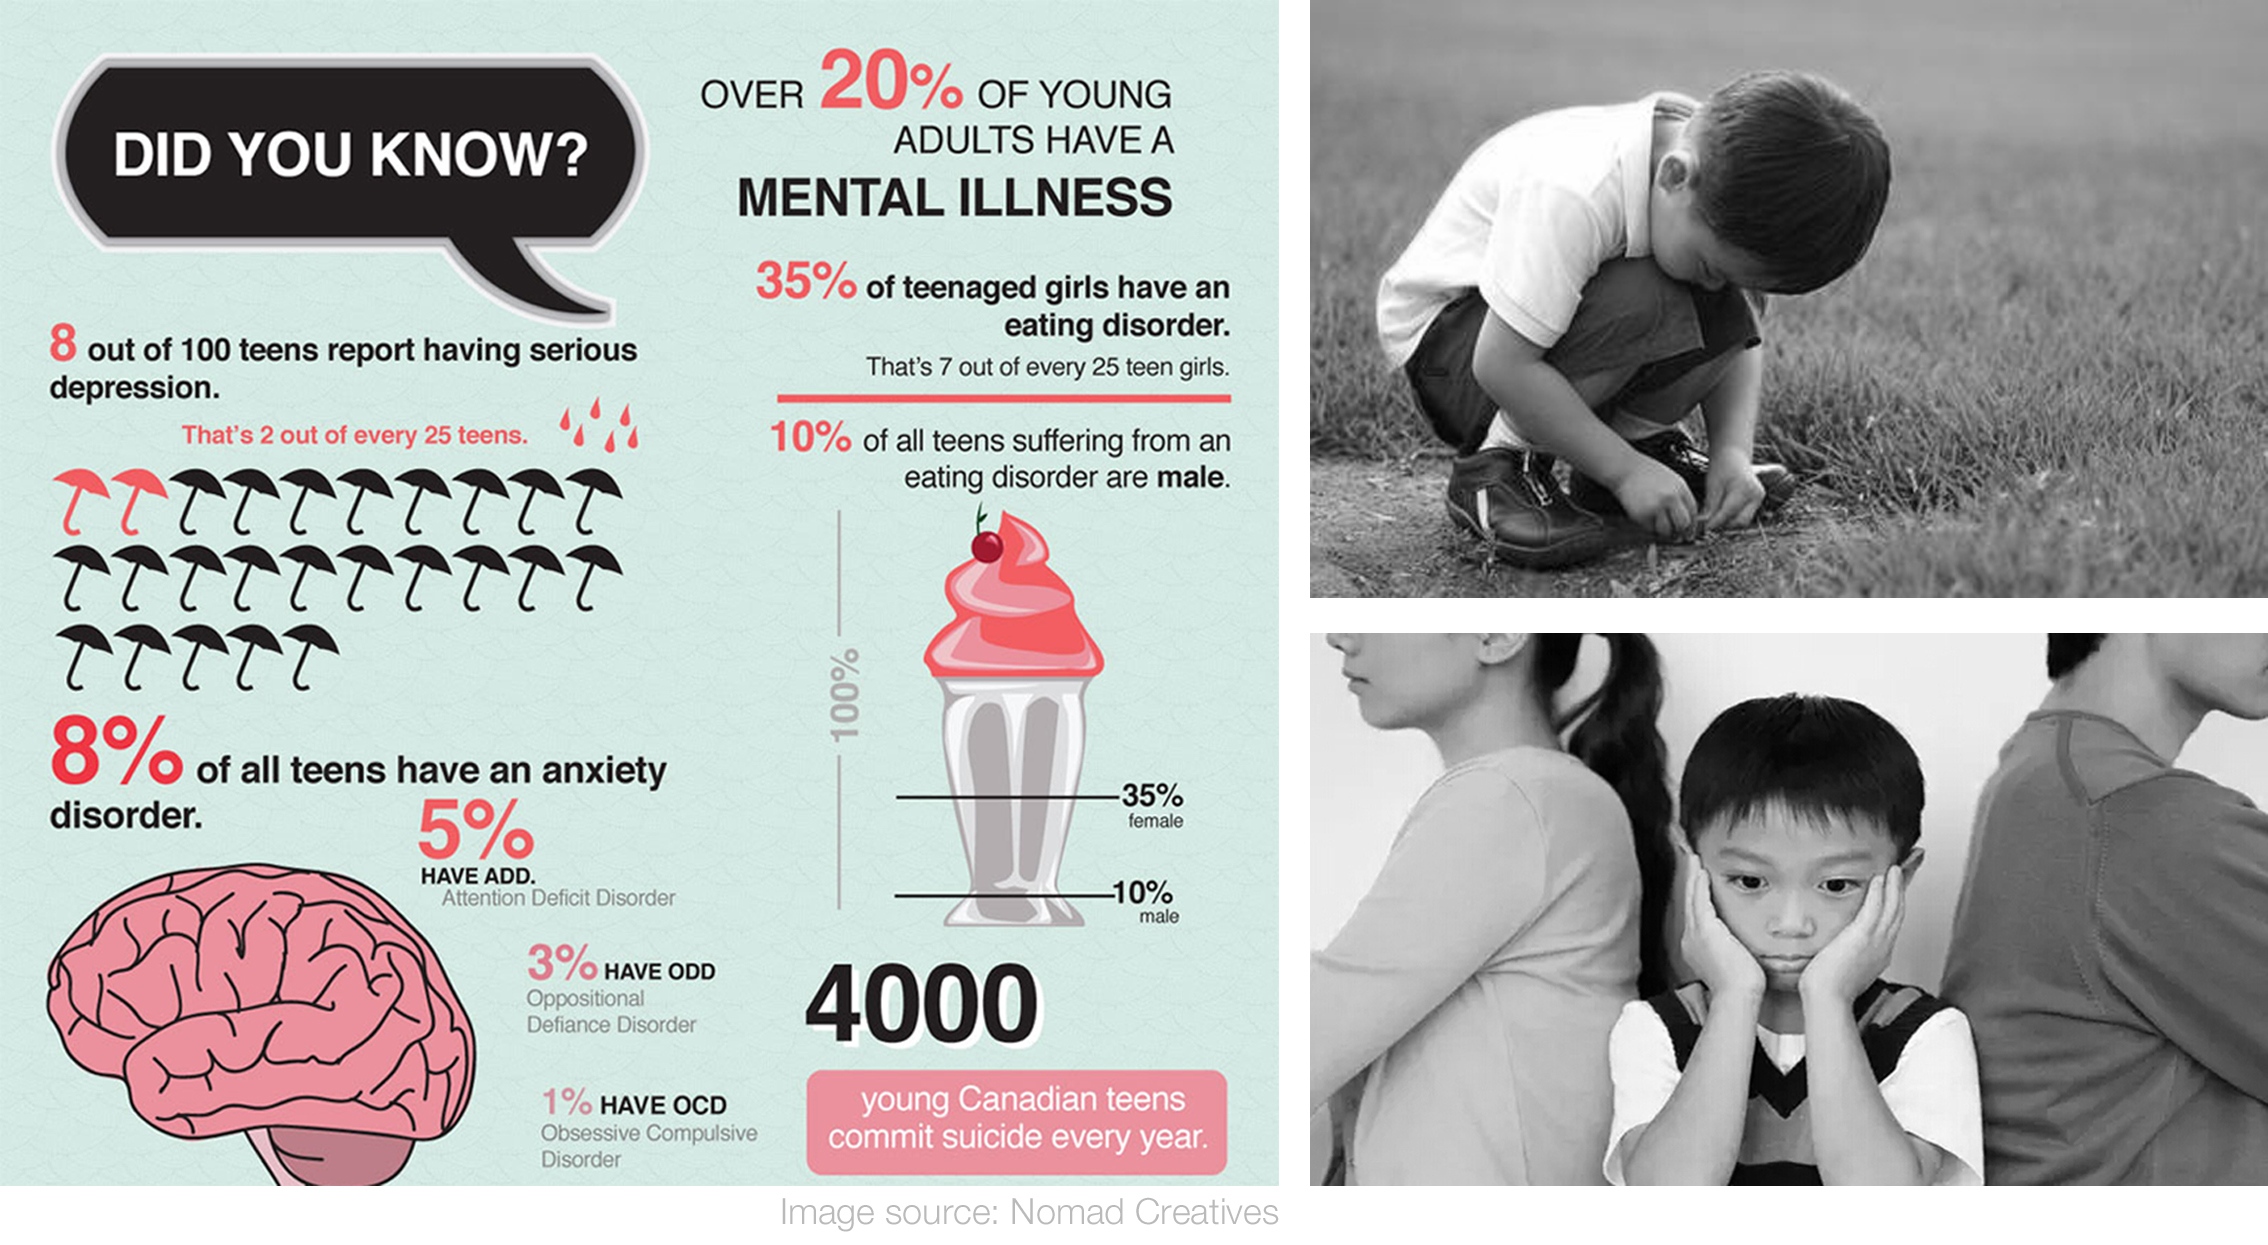 DID YOU KNOW?
8 out of 100 teens report having serious
depression.
That's 2 out of every 25 teens.
8% of all teens have an anxiety
disorder.
5%
HAVE ADD.
Attention Deficit Disorder
3% HAVE ODD
Oppositional
Defiance Disorder
1% HAVE OCD
Obsessive Compulsive
Disorder
OVER 20% OF YOUNG
ADULTS HAVE A
MENTAL ILLNESS
35% of teenaged girls have an
eating disorder.
That's 7 out of every 25 teen girls.
10% of all teens suffering from an
eating disorder are male.
100%
35%
female
10%
male
4000
young Canadian teens
commit suicide every year.
Image source: Nomad Creatives